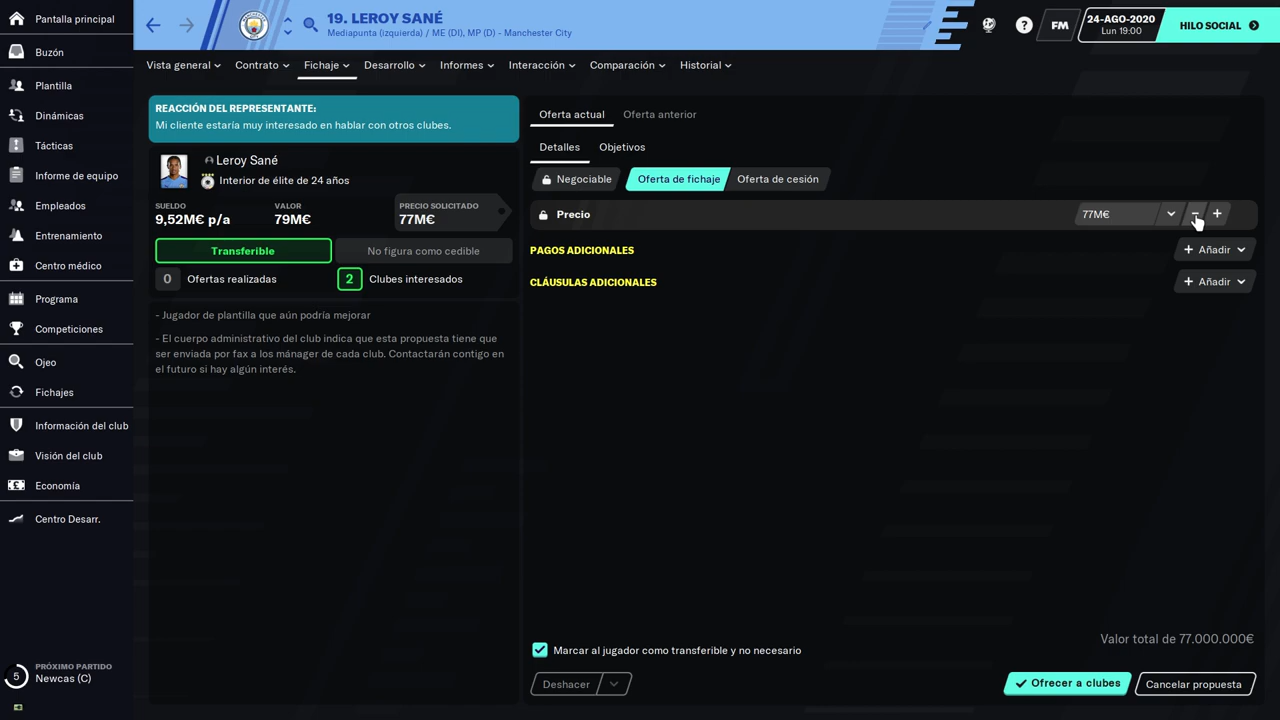 Pantalla principal
Buzón
Plantilla
Dinámicas
Tácticas
Informe de equipo
Empleados
Entrenamiento
Centro médico
Programa
Competiciones
Ojeo
Fichajes
Información del club
Visión del club
Economía
Centro Desarr.
5
PRÓXIMO PARTIDO
Newcas (C)
19. LEROY SANÉ
Mediapunta (izquierda) / ME (DI), MP (D) - Manchester City
?
FM
24-AGO-2020
Lun 19:00
HILO SOCIAL
Vista general
Contrato
Fichaje
Desarrollo
Informes
Interacción
Comparación
Historial
REACCIÓN DEL REPRESENTANTE:
Mi cliente estaría muy interesado en hablar con otros clubes.
Leroy Sané
Interior de élite de 24 años
SUELDO
9,52M€ p/a
VALOR
79M€
PRECIO SOLICITADO
77M€
Transferible
No figura como cedible
0 Ofertas realizadas
2 Clubes interesados
- Jugador de plantilla que aún podría mejorar
- El cuerpo administrativo del club indica que esta propuesta tiene que
ser enviada por fax a los mánager de cada club. Contactarán contigo en
el futuro si hay algún interés.
Oferta actual
Oferta anterior
Detalles
Objetivos
Negociable
Oferta de fichaje
Oferta de cesión
Precio
77M€
PAGOS ADICIONALES
+ Añadir
CLÁUSULAS ADICIONALES
+ Añadir
Valor total de 77.000.000€
Marcar al jugador como transferible y no necesario
Deshacer
Ofrecer a clubes
Cancelar propuesta